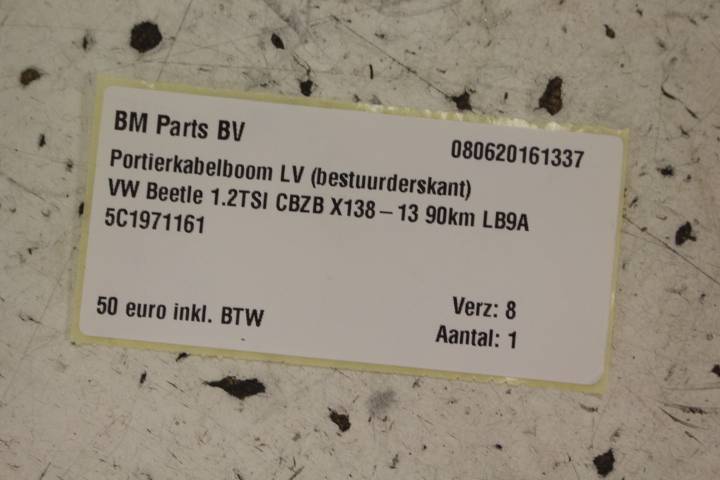 BM Parts BV 080620161337
Portierkabelboom LV (bestuurderskant)
VW Beetle 1.2TSI CBZB X138-13 90km LB9A
5C1971161
50 euro inkl. BTW Verz: 8
Aantal: 1